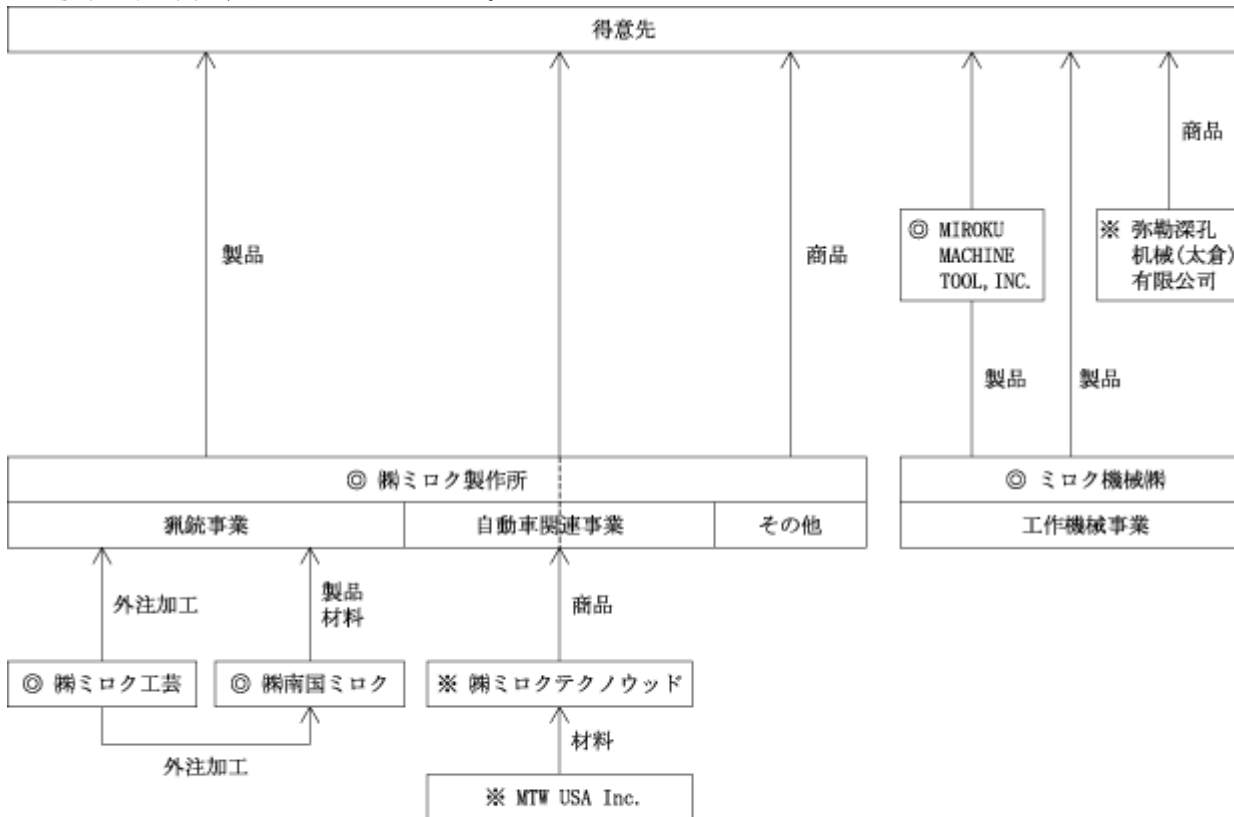 得意先
商品
◎ MIROKU
MACHINE
TOOL,INC.
※ 弥勒深孔
机械(太倉)
有限公司
製品
商品
製品
製品
◎ ㈱ミロク製作所
◎ ミロク機械㈱
猟銃事業
自動車関連事業
その他
工作機械事業
外注加工
製品
材料
商品
◎ ㈱ミロク工芸
◎ ㈱南国ミロク
※ ㈱ミロクテクノウッド
外注加工
材料
※ MTW USA Inc.